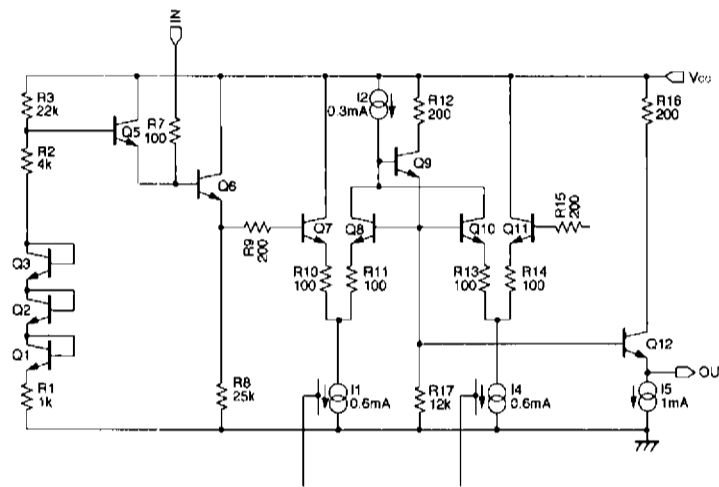 IN
Vcc
R3
22k
R2
4k
Q5
R7
100
Q6
I2
0.3mA
R12
200
Q9
R16
200
R9
200
Q7
Q8
Q10
Q11
R15
200
R10
100
R11
100
R13
100
R14
100
Q3
Q2
Q1
R1
1k
R8
25k
I1
0.6mA
R17
12k
I4
0.6mA
Q12
OU
I5
1mA